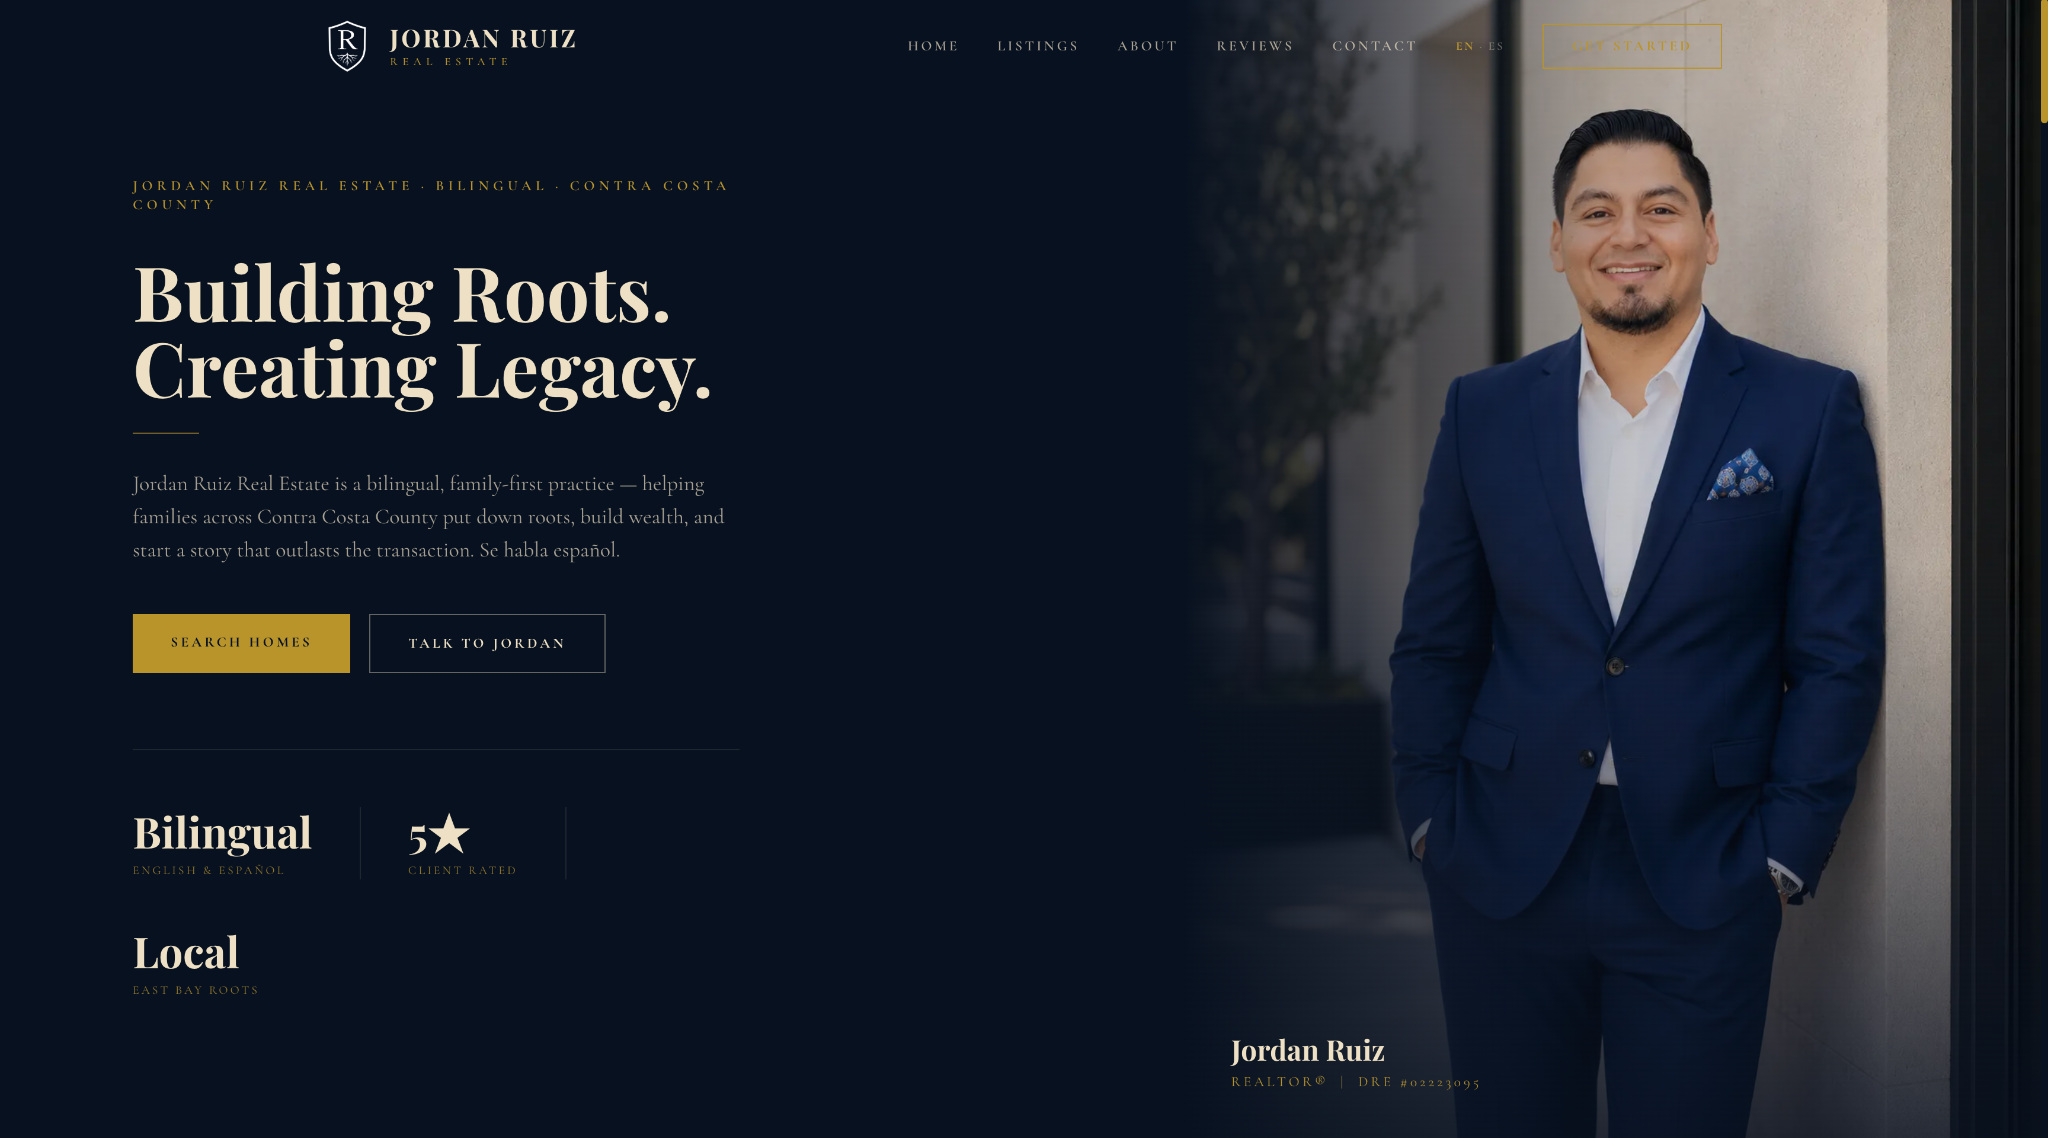 R
JORDAN RUIZ
REAL ESTATE
HOME LISTINGS ABOUT REVIEWS CONTACT EN · ES GET STARTED
JORDAN RUIZ REAL ESTATE · BILINGUAL · CONTRA COSTA
COUNTY
Building Roots.
Creating Legacy.
Jordan Ruiz Real Estate is a bilingual, family-first practice — helping
families across Contra Costa County put down roots, build wealth, and
start a story that outlasts the transaction. Se habla español.
SEARCH HOMES TALK TO JORDAN
Bilingual 5★
ENGLISH & ESPAÑOL CLIENT RATED
Local
EAST BAY ROOTS
Jordan Ruiz
REALTOR® | DRE #02223095